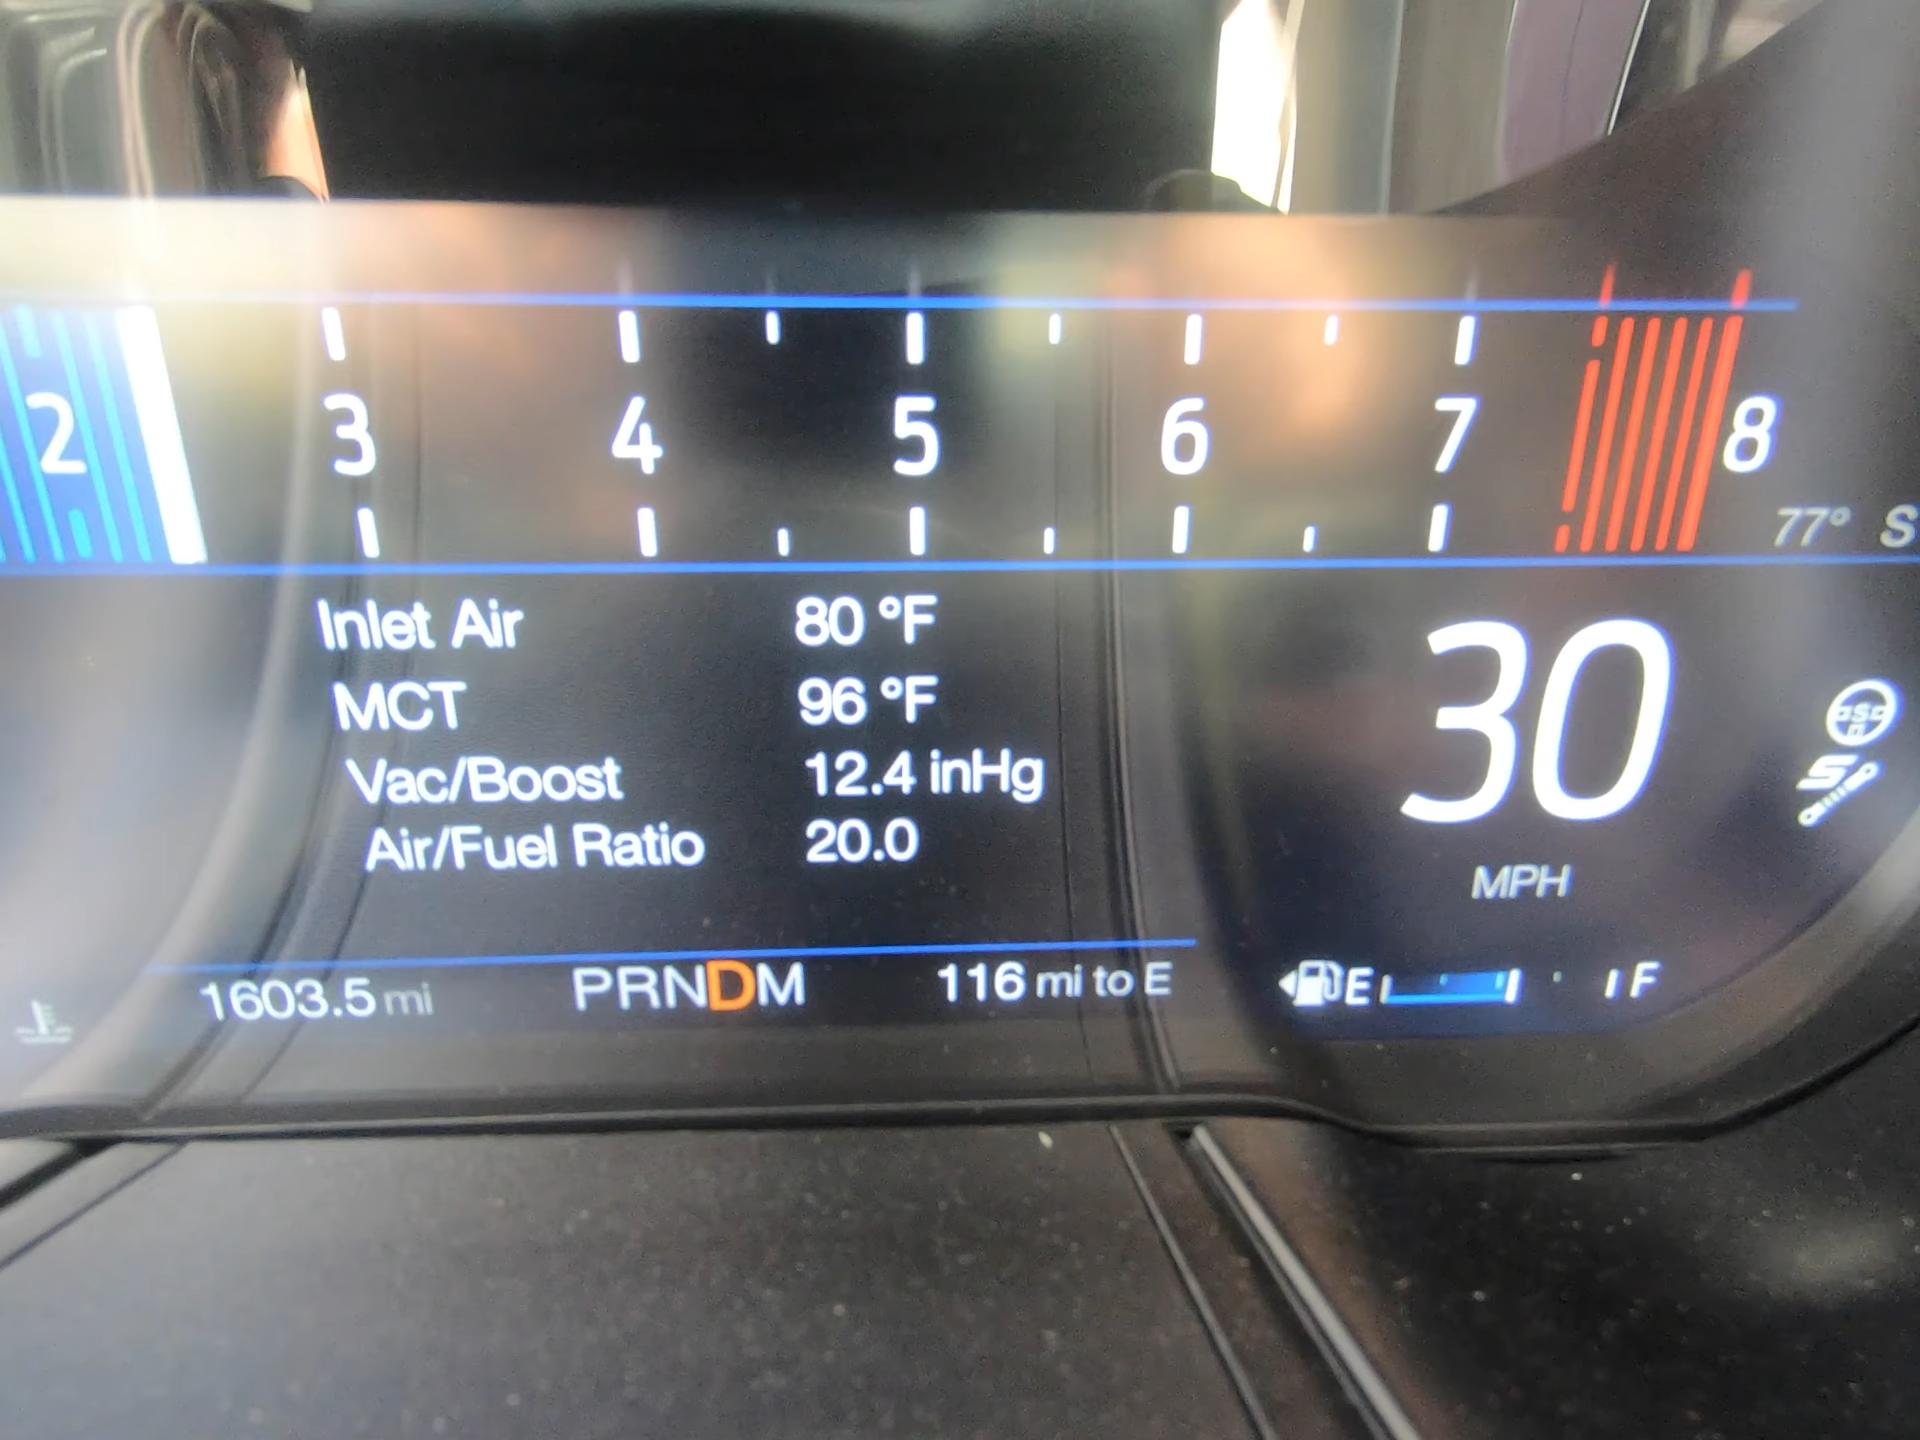 2 3 4 5 6 7 8
77° S
Inlet Air 80 °F
MCT 96 °F
Vac/Boost 12.4 inHg
Air/Fuel Ratio 20.0
30
MPH
S
1603.5 mi PRNDM 116 mi to E E F